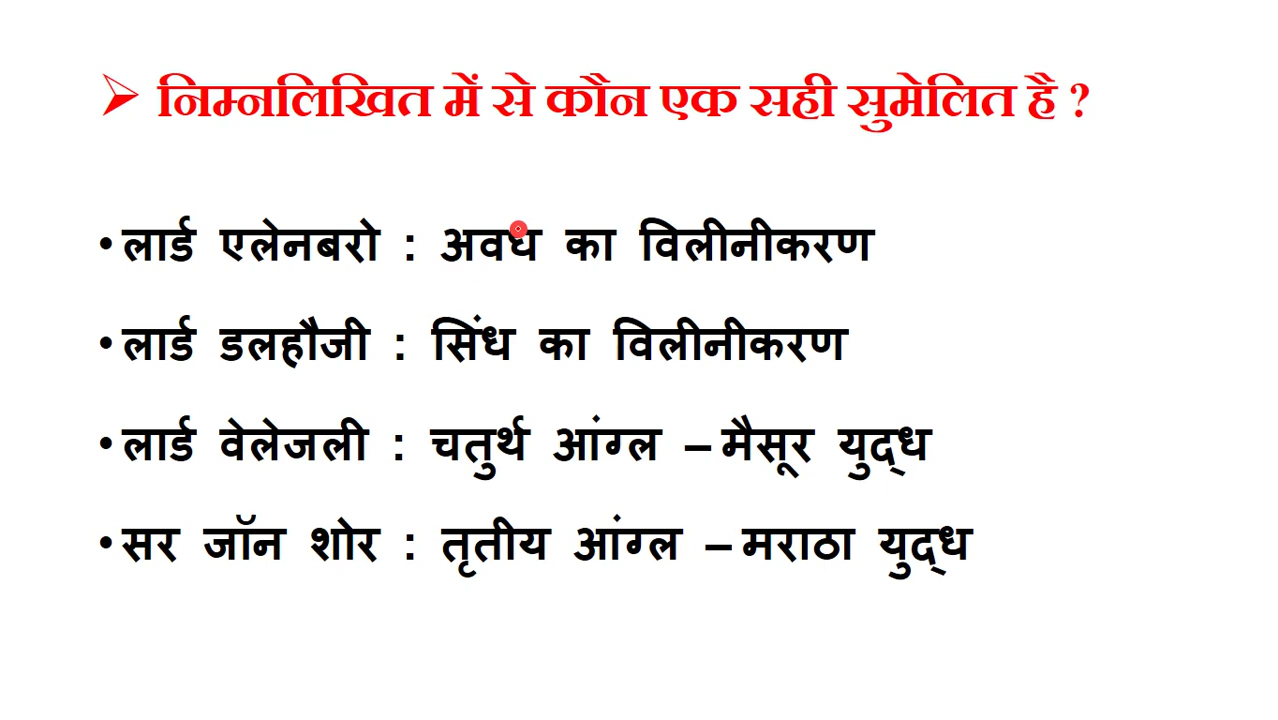 ➢ निम्नलिखित में से कौन एक सही सुमेलित है ?
• लार्ड एलेनबरो : अवध का विलीनीकरण
• लार्ड डलहौजी : सिंध का विलीनीकरण
• लार्ड वेलेजली : चतुर्थ आंग्ल – मैसूर युद्ध
• सर जॉन शोर : तृतीय आंग्ल – मराठा युद्ध